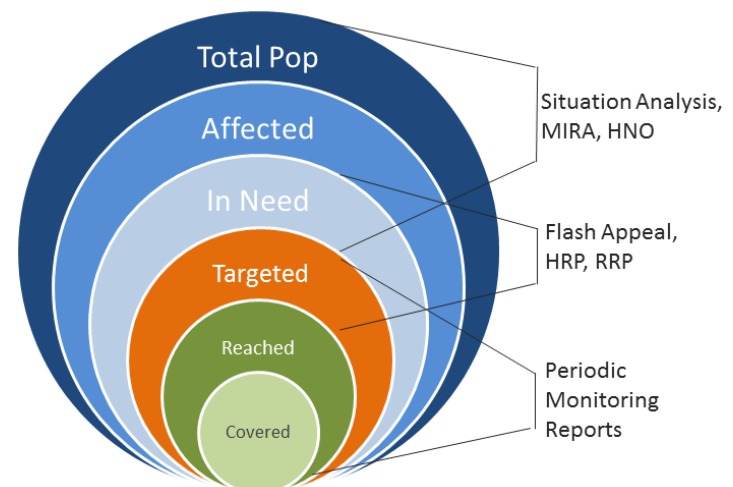 Total Pop
Affected
In Need
Targeted
Reached
Covered
Situation Analysis,
MIRA, HNO
Flash Appeal,
HRP, RRP
Periodic
Monitoring
Reports